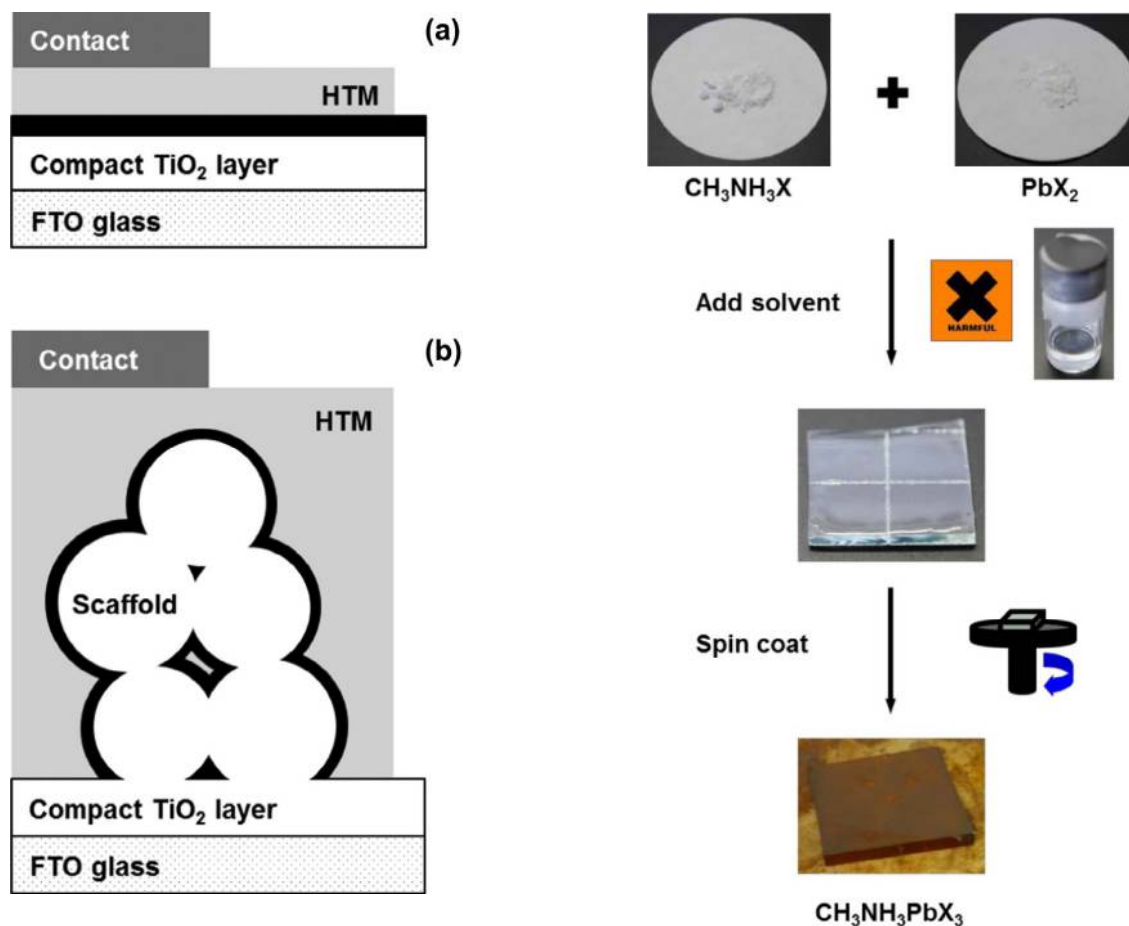 (a)
Contact
HTM
Compact TiO₂ layer
FTO glass
(b)
Contact
HTM
Scaffold
Compact TiO₂ layer
FTO glass
CH₃NH₃X
PbX₂
Add solvent
HARMFUL
Spin coat
CH₃NH₃PbX₃